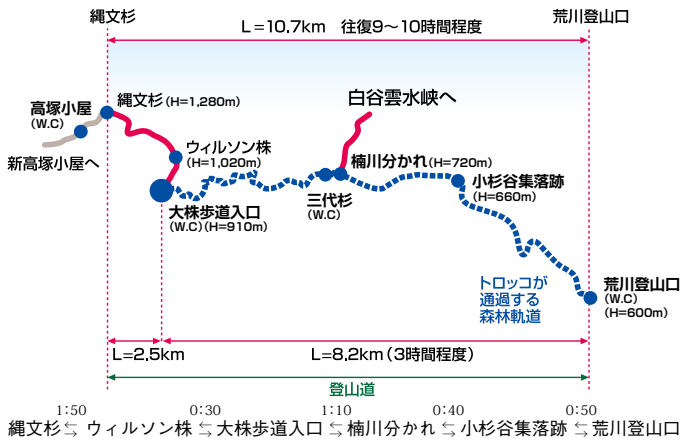 縄文杉
荒川登山口
L=10.7km 往復9~10時間程度
縄文杉(H=1,280m)
高塚小屋
(W.C)
新高塚小屋へ
白谷雲水峡へ
ウィルソン株
(H=1,020m)
楠川分かれ(H=720m)
小杉谷集落跡
(H=660m)
三代杉
(W.C)
大株歩道入口
(W.C)(H=910m)
トロッコが
通過する
森林軌道
荒川登山口
(W.C)
(H=600m)
L=2.5km
L=8.2km(3時間程度)
登山道
1:50 0:30 1:10 0:40 0:50
縄文杉⇆ウィルソン株⇆大株歩道入口⇆楠川分かれ⇆小杉谷集落跡⇆荒川登山口